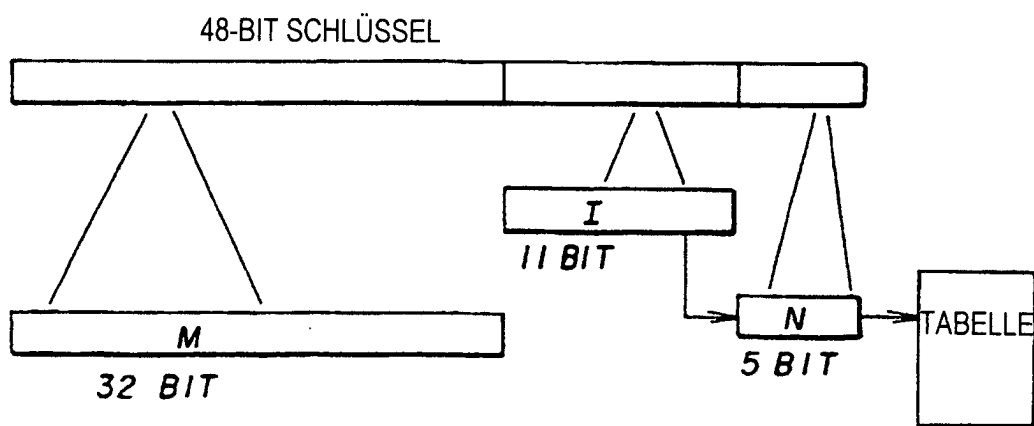 48-BIT SCHLÜSSEL
I
11 BIT
M
32 BIT
N
5 BIT
TABELLE